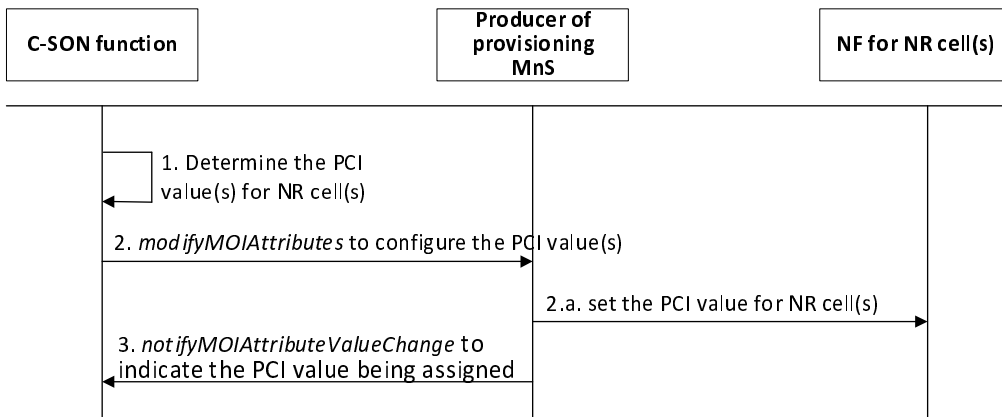 C-SON function
Producer of
provisioning
MnS
NF for NR cell(s)
1. Determine the PCI
value(s) for NR cell(s)
2. modifyMOIAttributes to configure the PCI value(s)
2.a. set the PCI value for NR cell(s)
3. notifyMOIAttributeValueChange to
indicate the PCI value being assigned